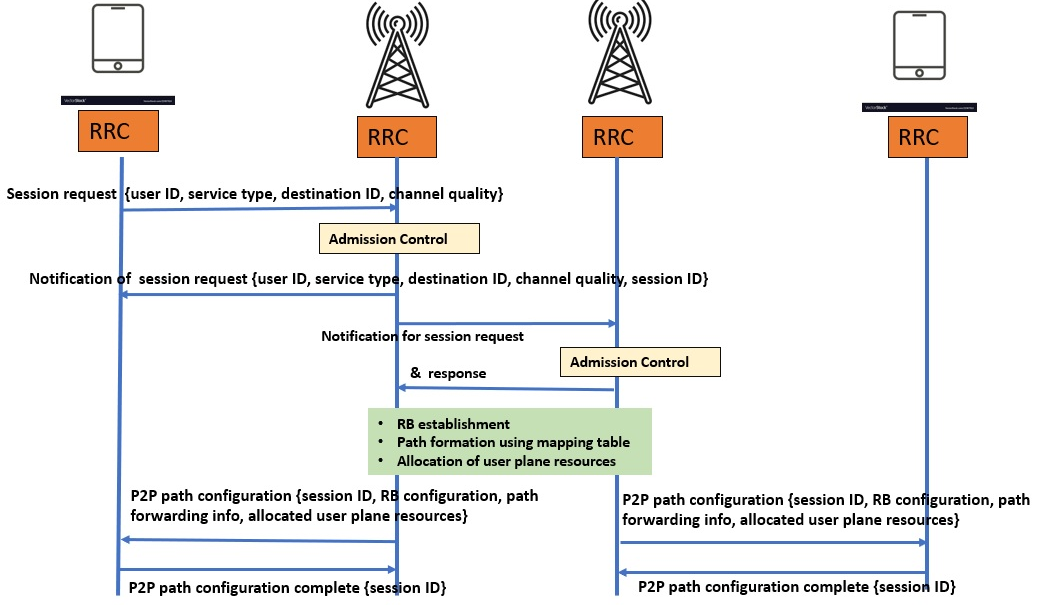 VectorStock
VectorStock
RRC
RRC
RRC
RRC
Session request {user ID, service type, destination ID, channel quality}
Admission Control
Notification of session request {user ID, service type, destination ID, channel quality, session ID}
Notification for session request
Admission Control
& response
• RB establishment
• Path formation using mapping table
• Allocation of user plane resources
P2P path configuration {session ID, RB configuration, path
forwarding info, allocated user plane resources}
P2P path configuration {session ID, RB configuration, path
forwarding info, allocated user plane resources}
P2P path configuration complete {session ID}
P2P path configuration complete {session ID}